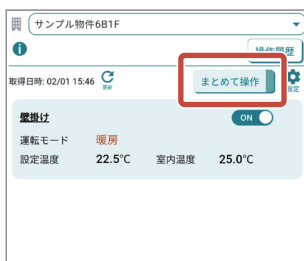 サンプル物件6B1F
操作履歴
取得日時: 02/01 15:46 更新 まとめて操作 設定
壁掛け ON
運転モード 暖房
設定温度 22.5℃ 室内温度 25.0℃